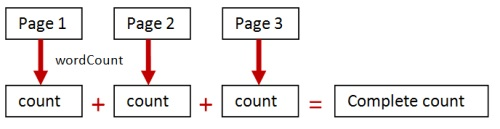 Page 1 Page 2 Page 3
wordCount
count + count + count = Complete count